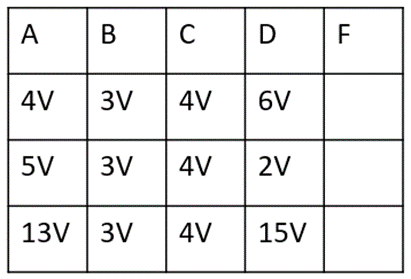 A B C D F
4V 3V 4V 6V
5V 3V 4V 2V
13V 3V 4V 15V